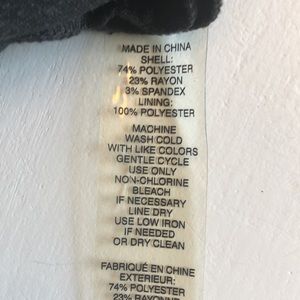 MADE IN CHINA
SHELL:
74% POLYESTER
23% RAYON
3% SPANDEX
LINING:
100% POLYESTER
MACHINE
WASH COLD
WITH LIKE COLORS
GENTLE CYCLE
USE ONLY
NON-CHLORINE
BLEACH
IF NECESSARY
LINE DRY
USE LOW IRON
IF NEEDED
OR DRY CLEAN
FABRIQUÉ EN CHINE
EXTERIEUR:
74% POLYESTER
23% RAYONNE